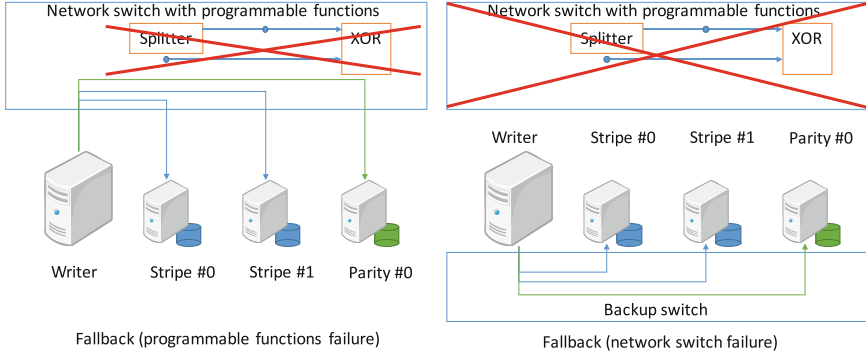 Network switch with programmable functions
Splitter
XOR
Writer
Stripe #0
Stripe #1
Parity #0
Fallback (programmable functions failure)
Network switch with programmable functions
Splitter
XOR
Writer
Stripe #0
Stripe #1
Parity #0
Backup switch
Fallback (network switch failure)